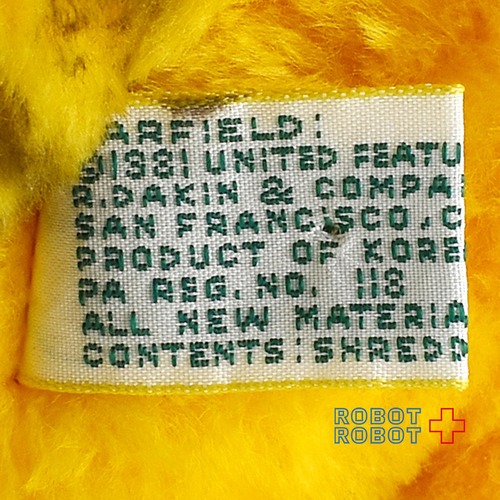 ARFIELD:
©1981 UNITED FEATU
R.DAKIN & COMPA
SAN FRANCISCO.C
PRODUCT OF KORE
PA REG.NO. 118
ALL NEW MATERIA
CONTENTS:SHREDD
ROBOT
ROBOT